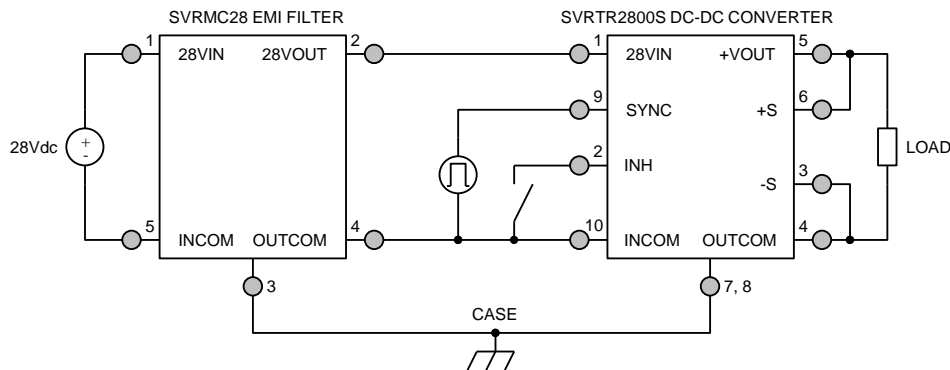 SVRMC28 EMI FILTER
SVRTR2800S DC-DC CONVERTER
1
28VIN
28VOUT
2
1
28VIN
+VOUT
5
9
SYNC
+S
6
28Vdc
+
-
2
INH
LOAD
-S
3
5
INCOM
OUTCOM
4
10
INCOM
OUTCOM
4
3
7, 8
CASE